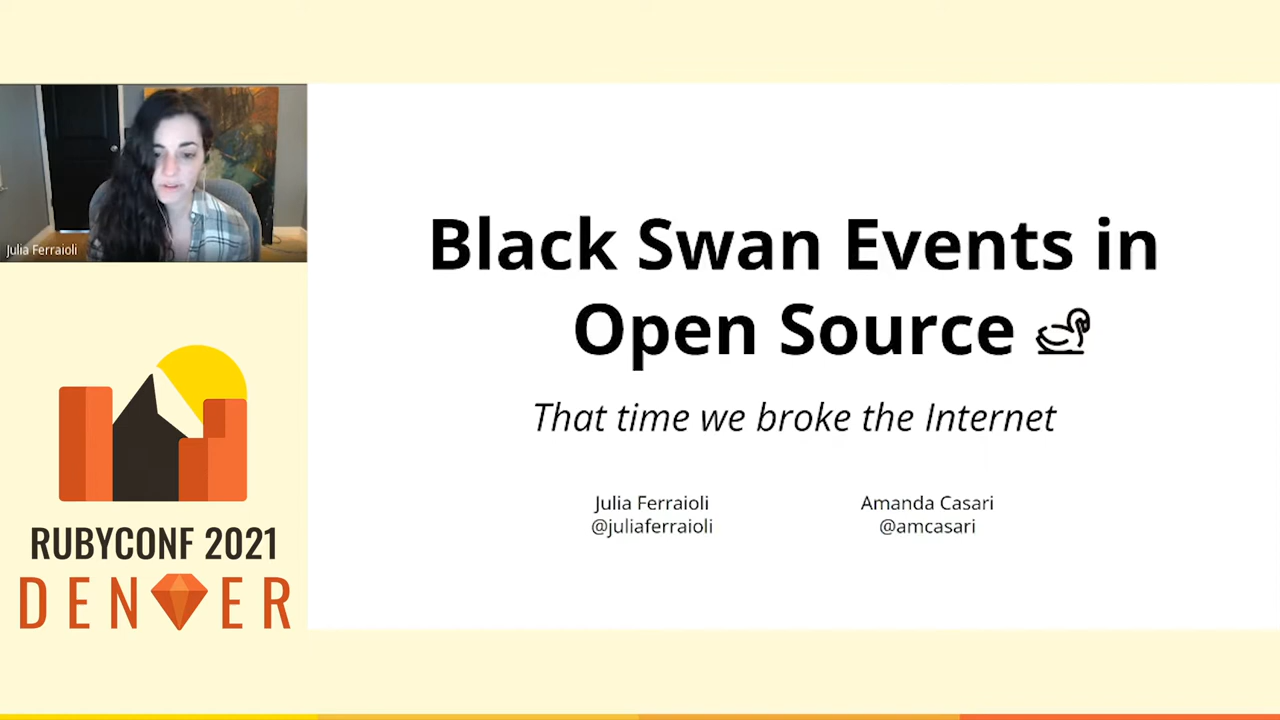 Julia Ferraioli
RUBYCONF 2021
DENVER
Black Swan Events in
Open Source
That time we broke the Internet
Julia Ferraioli
@juliaferraioli
Amanda Casari
@amcasari